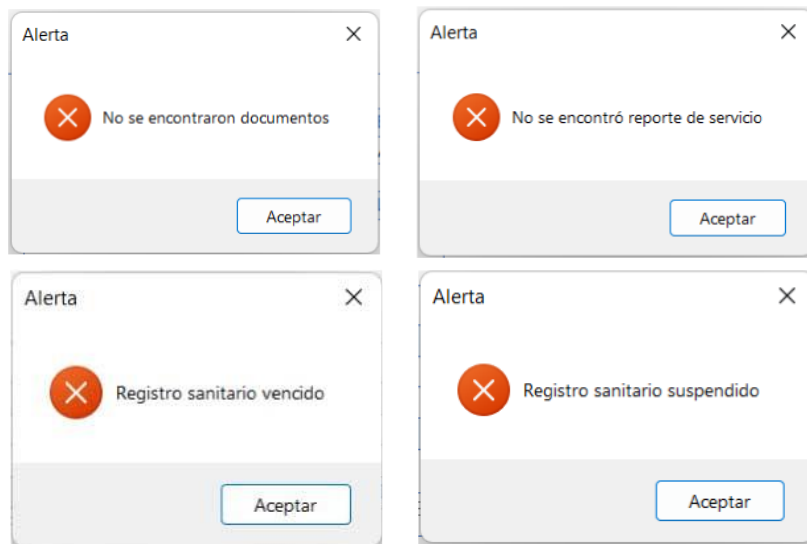 Alerta
No se encontraron documentos
Aceptar
Alerta
No se encontró reporte de servicio
Aceptar
Alerta
Registro sanitario vencido
Aceptar
Alerta
Registro sanitario suspendido
Aceptar